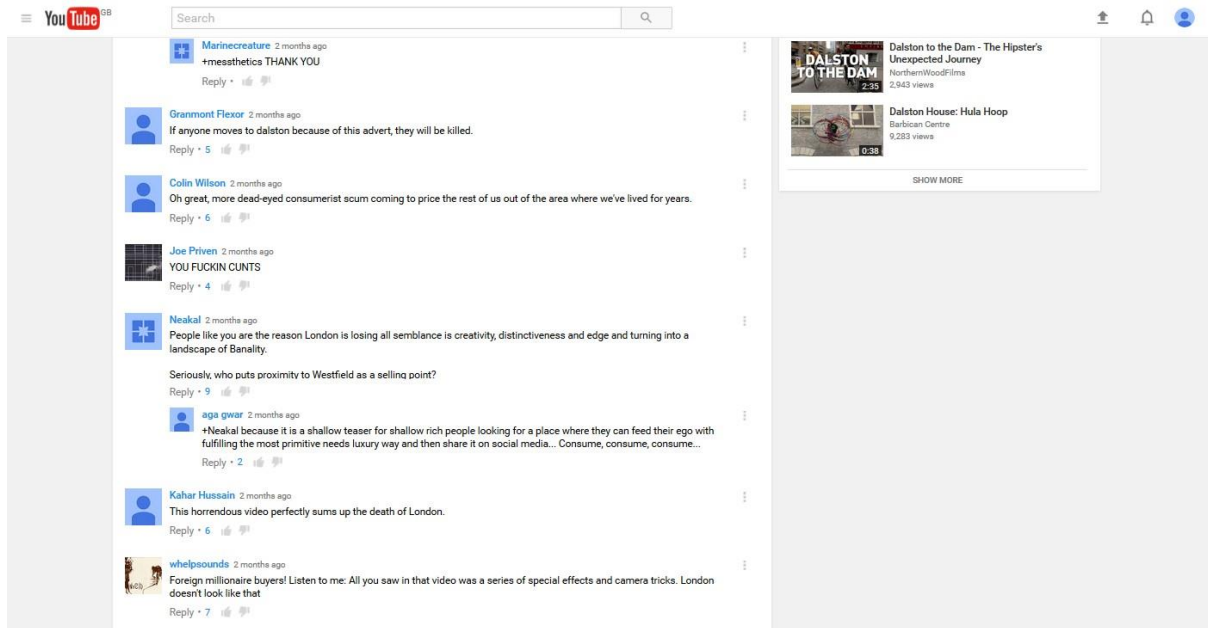 YouTube GB
Search
Marinecreature 2 months ago
+messthetics THANK YOU
Reply •
Granmont Flexor 2 months ago
If anyone moves to dalston because of this advert, they will be killed.
Reply • 5
Colin Wilson 2 months ago
Oh great, more dead-eyed consumerist scum coming to price the rest of us out of the area where we've lived for years.
Reply • 6
Joe Priven 2 months ago
YOU FUCKIN CUNTS
Reply • 4
Neakal 2 months ago
People like you are the reason London is losing all semblance is creativity, distinctiveness and edge and turning into a
landscape of Banality.
Seriously, who puts proximity to Westfield as a selling point?
Reply • 9
aga gwar 2 months ago
+Neakal because it is a shallow teaser for shallow rich people looking for a place where they can feed their ego with
fulfilling the most primitive needs luxury way and then share it on social media... Consume, consume, consume...
Reply • 2
Kahar Hussain 2 months ago
This horrendous video perfectly sums up the death of London.
Reply • 6
whelpsounds 2 months ago
Foreign millionaire buyers! Listen to me: All you saw in that video was a series of special effects and camera tricks. London
doesn't look like that
Reply • 7
DALSTON
TO THE DAM
2:35
Dalston to the Dam - The Hipster's
Unexpected Journey
NorthernWoodFilms
2,943 views
0:38
Dalston House: Hula Hoop
Barbican Centre
9,283 views
SHOW MORE